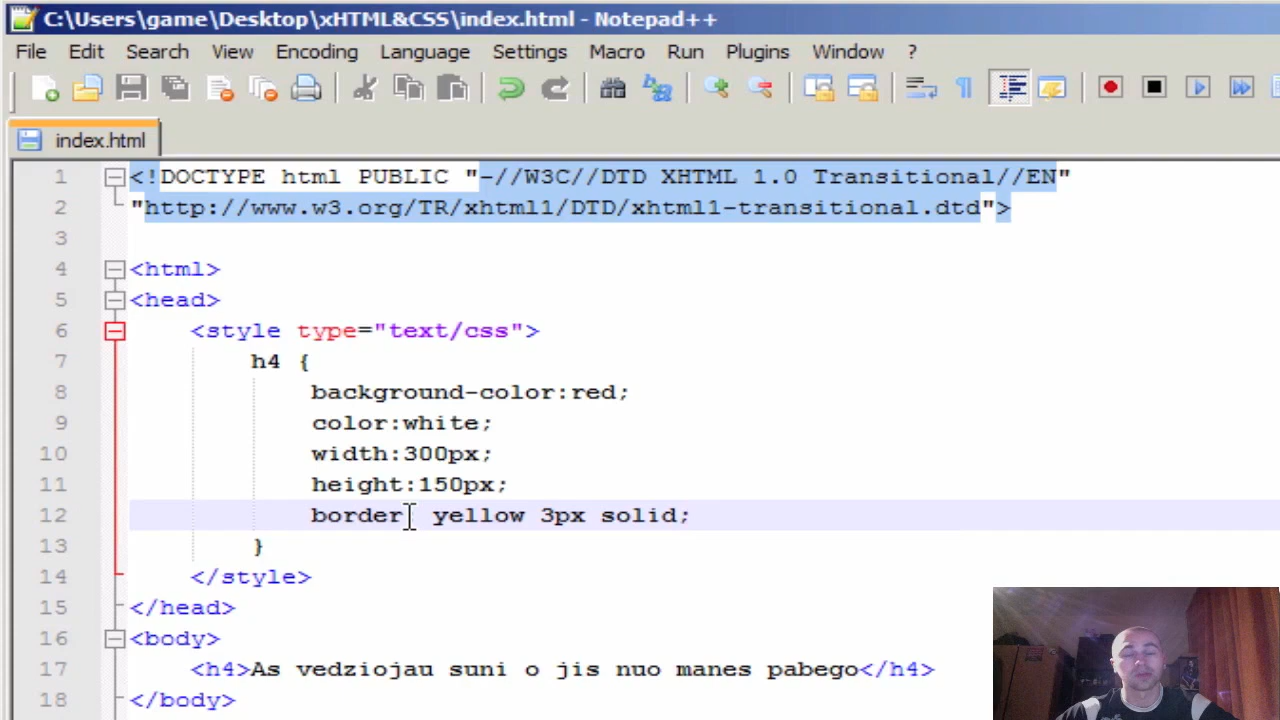 C:\Users\game\Desktop\xHTML&CSS\index.html - Notepad++
File Edit Search View Encoding Language Settings Macro Run Plugins Window ?
index.html
1 <!DOCTYPE html PUBLIC "-//W3C//DTD XHTML 1.0 Transitional//EN"
2 "http://www.w3.org/TR/xhtml1/DTD/xhtml1-transitional.dtd">
3
4 <html>
5 <head>
6 <style type="text/css">
7 h4 {
8 background-color:red;
9 color:white;
10 width:300px;
11 height:150px;
12 border: yellow 3px solid;
13 }
14 </style>
15 </head>
16 <body>
17 <h4>As vedziojau suni o jis nuo manes pabego</h4>
18 </body>